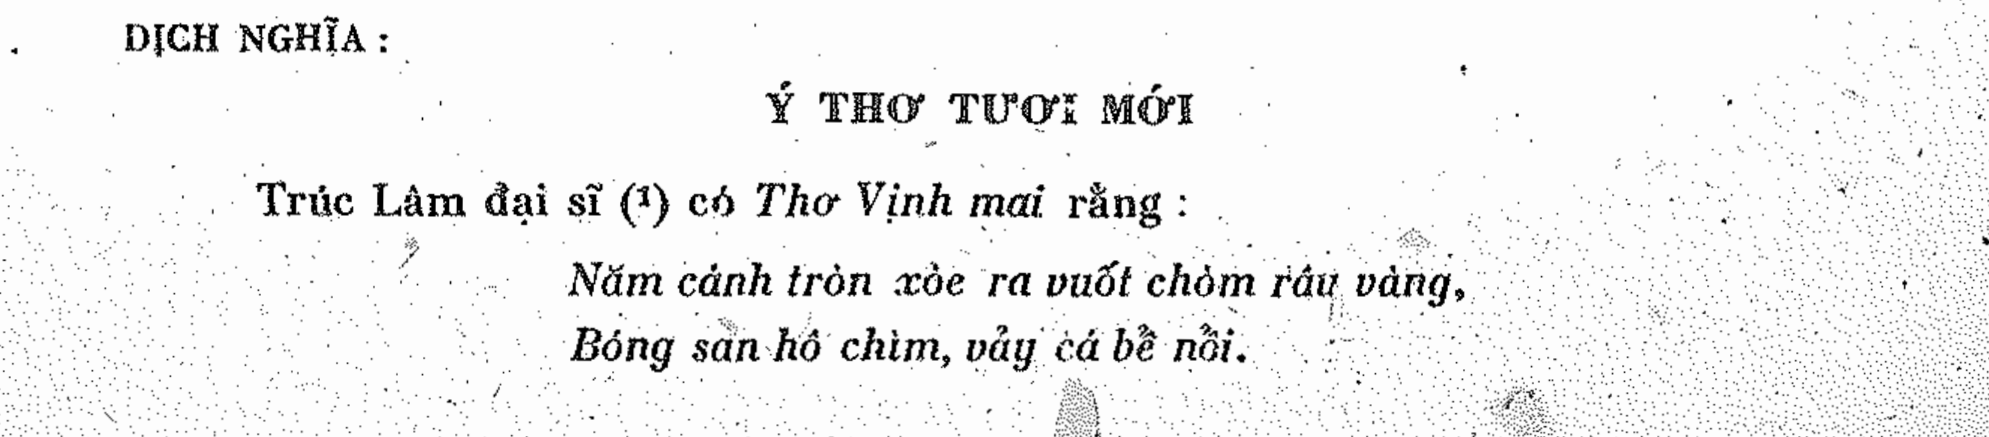 DỊCH NGHĨA :
Ý THƠ TƯƠI MỚI
Trúc Lâm đại sĩ (1) có Thơ Vịnh mai rằng :
Năm cánh tròn xòe ra vuốt chòm râu vàng,
Bóng san hô chìm, vảy cá bể nổi.